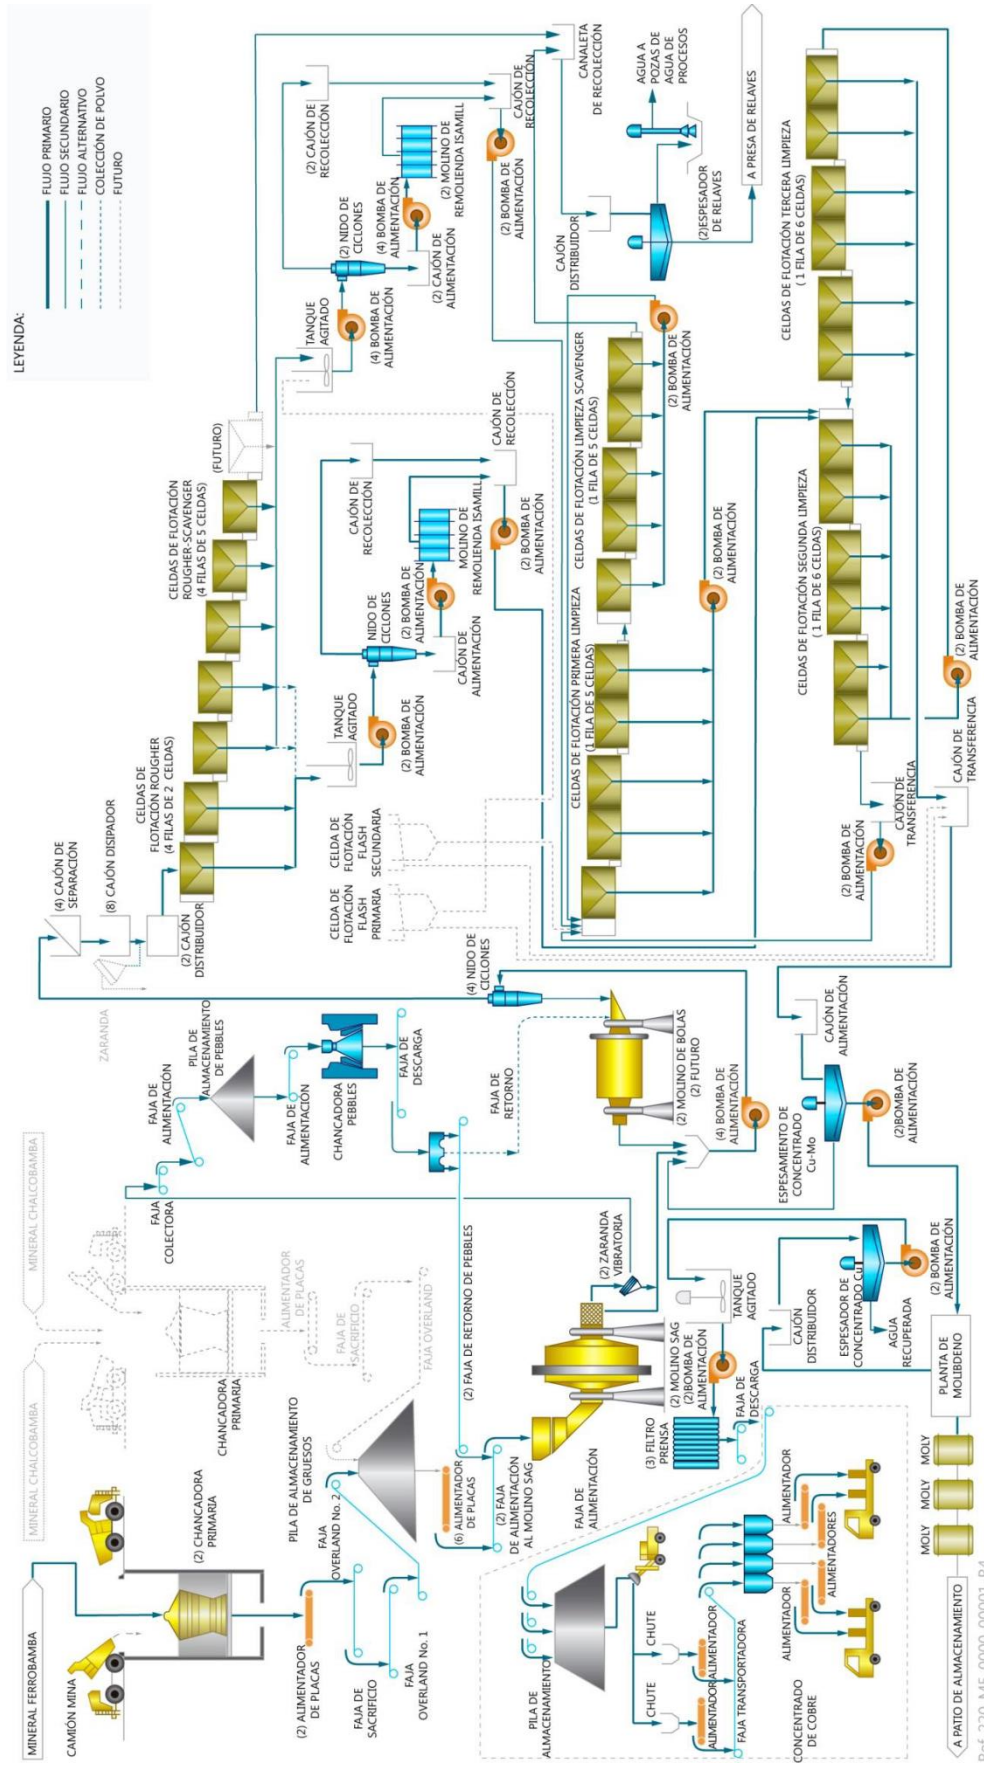 LEYENDA:
FLUJO PRIMARIO
FLUJO SECUNDARIO
FLUJO ALTERNATIVO
COLECCIÓN DE POLVO
FUTURO
MINERAL FERROBAMBA
CAMIÓN MINA
(2) CHANCADORA
PRIMARIA
(2) ALIMENTADOR
DE PLACAS
FAJA DE
SACRIFICIO
FAJA
OVERLAND No. 1
FAJA
OVERLAND No. 2
PILA DE ALMACENAMIENTO
DE GRUESOS
MINERAL CHALCOBAMBA
MINERAL CHALCOBAMBA
CHANCADORA
PRIMARIA
ALIMENTADOR
DE PLACAS
FAJA DE
SACRIFICIO
FAJA OVERLAND
(6) ALIMENTADOR
DE PLACAS
(2) FAJA
DE ALIMENTACIÓN
AL MOLINO SAG
(2) FAJA DE RETORNO DE PEBBLES
(2) MOLINO SAG
(2) ZARANDA
VIBRATORIA
FAJA
COLECTORA
FAJA DE
ALIMENTACIÓN
PILA DE
ALMACENAMIENTO
DE PEBBLES
FAJA DE
ALIMENTACIÓN
CHANCADORA
PEBBLES
FAJA DE
DESCARGA
FAJA DE
RETORNO
(2) MOLINO DE BOLAS
(2) FUTURO
(4) BOMBA DE
ALIMENTACIÓN
(4) NIDO DE
CICLONES
ZARANDA
(4) CAJÓN DE
SEPARACIÓN
(8) CAJÓN DISIPADOR
(2) CAJÓN
DISTRIBUIDOR
CELDAS DE
FLOTACIÓN ROUGHER
(4 FILAS DE 2 CELDAS)
CELDAS DE FLOTACIÓN
ROUGHER-SCAVENGER
(4 FILAS DE 5 CELDAS)
(FUTURO)
TANQUE
AGITADO
(2) BOMBA DE
ALIMENTACIÓN
NIDO DE
CICLONES
CAJÓN DE
ALIMENTACIÓN
(2) BOMBA DE
ALIMENTACIÓN
MOLINO DE
REMOLIENDA ISAMILL
CAJÓN DE
RECOLECCIÓN
CAJÓN DE
RECOLECCIÓN
(2) BOMBA DE
ALIMENTACIÓN
TANQUE
AGITADO
(4) BOMBA DE
ALIMENTACIÓN
(2) NIDO DE
CICLONES
(2) CAJÓN DE
ALIMENTACIÓN
(4) BOMBA DE
ALIMENTACIÓN
(2) MOLINO DE
REMOLIENDA ISAMILL
(2) CAJÓN DE
RECOLECCIÓN
CAJÓN DE
RECOLECCIÓN
(2) BOMBA DE
ALIMENTACIÓN
CANALETA
DE RECOLECCIÓN
CAJÓN
DISTRIBUIDOR
(2)ESPESADOR
DE RELAVES
AGUA A
POZAS DE
AGUA DE
PROCESOS
A PRESA DE RELAVES
CELDA DE
FLOTACIÓN
FLASH
PRIMARIA
CELDA DE
FLOTACIÓN
FLASH
SECUNDARIA
CELDAS DE FLOTACIÓN PRIMERA LIMPIEZA
(1 FILA DE 5 CELDAS)
CELDAS DE FLOTACIÓN LIMPIEZA SCAVENGER
(1 FILA DE 5 CELDAS)
(2) BOMBA DE
ALIMENTACIÓN
(2) BOMBA DE
ALIMENTACIÓN
CELDAS DE FLOTACIÓN SEGUNDA LIMPIEZA
( 1 FILA DE 6 CELDAS)
CELDAS DE FLOTACIÓN TERCERA LIMPIEZA
( 1 FILA DE 6 CELDAS)
(2) BOMBA DE
ALIMENTACIÓN
CAJÓN DE
TRANSFERENCIA
(2) BOMBA DE
ALIMENTACIÓN
CAJÓN DE
TRANSFERENCIA
CAJÓN DE
ALIMENTACIÓN
ESPESAMIENTO DE
CONCENTRADO
Cu-Mo
(2)BOMBA DE
ALIMENTACIÓN
PLANTA DE
MOLIBDENO
MOLY
MOLY
MOLY
A PATIO DE ALMACENAMIENTO
CAJÓN
DISTRIBUIDOR
ESPESADOR DE
CONCENTRADO Cu
AGUA
RECUPERADA
(2) BOMBA DE
ALIMENTACIÓN
TANQUE
AGITADO
(2)BOMBA DE
ALIMENTACIÓN
(3) FILTRO
PRENSA
FAJA DE
DESCARGA
FAJA DE
ALIMENTACIÓN
PILA DE
ALMACENAMIENTO
CHUTE
CHUTE
ALIMENTADOR
ALIMENTADOR
FAJA TRANSPORTADORA
CONCENTRADO
DE COBRE
ALIMENTADOR
ALIMENTADORES
ALIMENTADOR